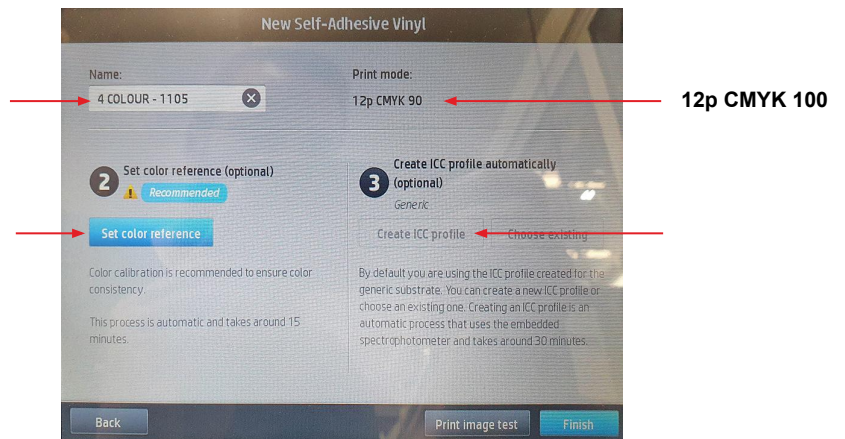 New Self-Adhesive Vinyl
Name:
4 COLOUR - 1105
Print mode:
12p CMYK 90
12p CMYK 100
2
Set color reference (optional)
Recommended
Set color reference
Color calibration is recommended to ensure color
consistency.
This process is automatic and takes around 15
minutes.
3
Create ICC profile automatically
(optional)
Generic
Create ICC profile
Choose existing
By default you are using the ICC profile created for the
generic substrate. You can create a new ICC profile or
choose an existing one. Creating an ICC profile is an
automatic process that uses the embedded
spectrophotometer and takes around 30 minutes.
Back
Print image test
Finish